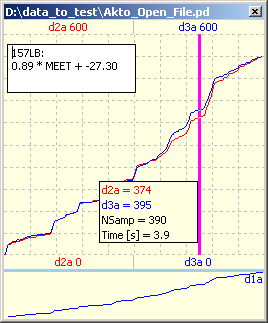 D:\data_to_test\Akto_Open_File.pd
d2a 600 d3a 600
157LB:
0.89 * MEET + -27.30
d2a = 374
d3a = 395
NSamp = 390
Time [s] = 3.9
d2a 0 d3a 0
d1a